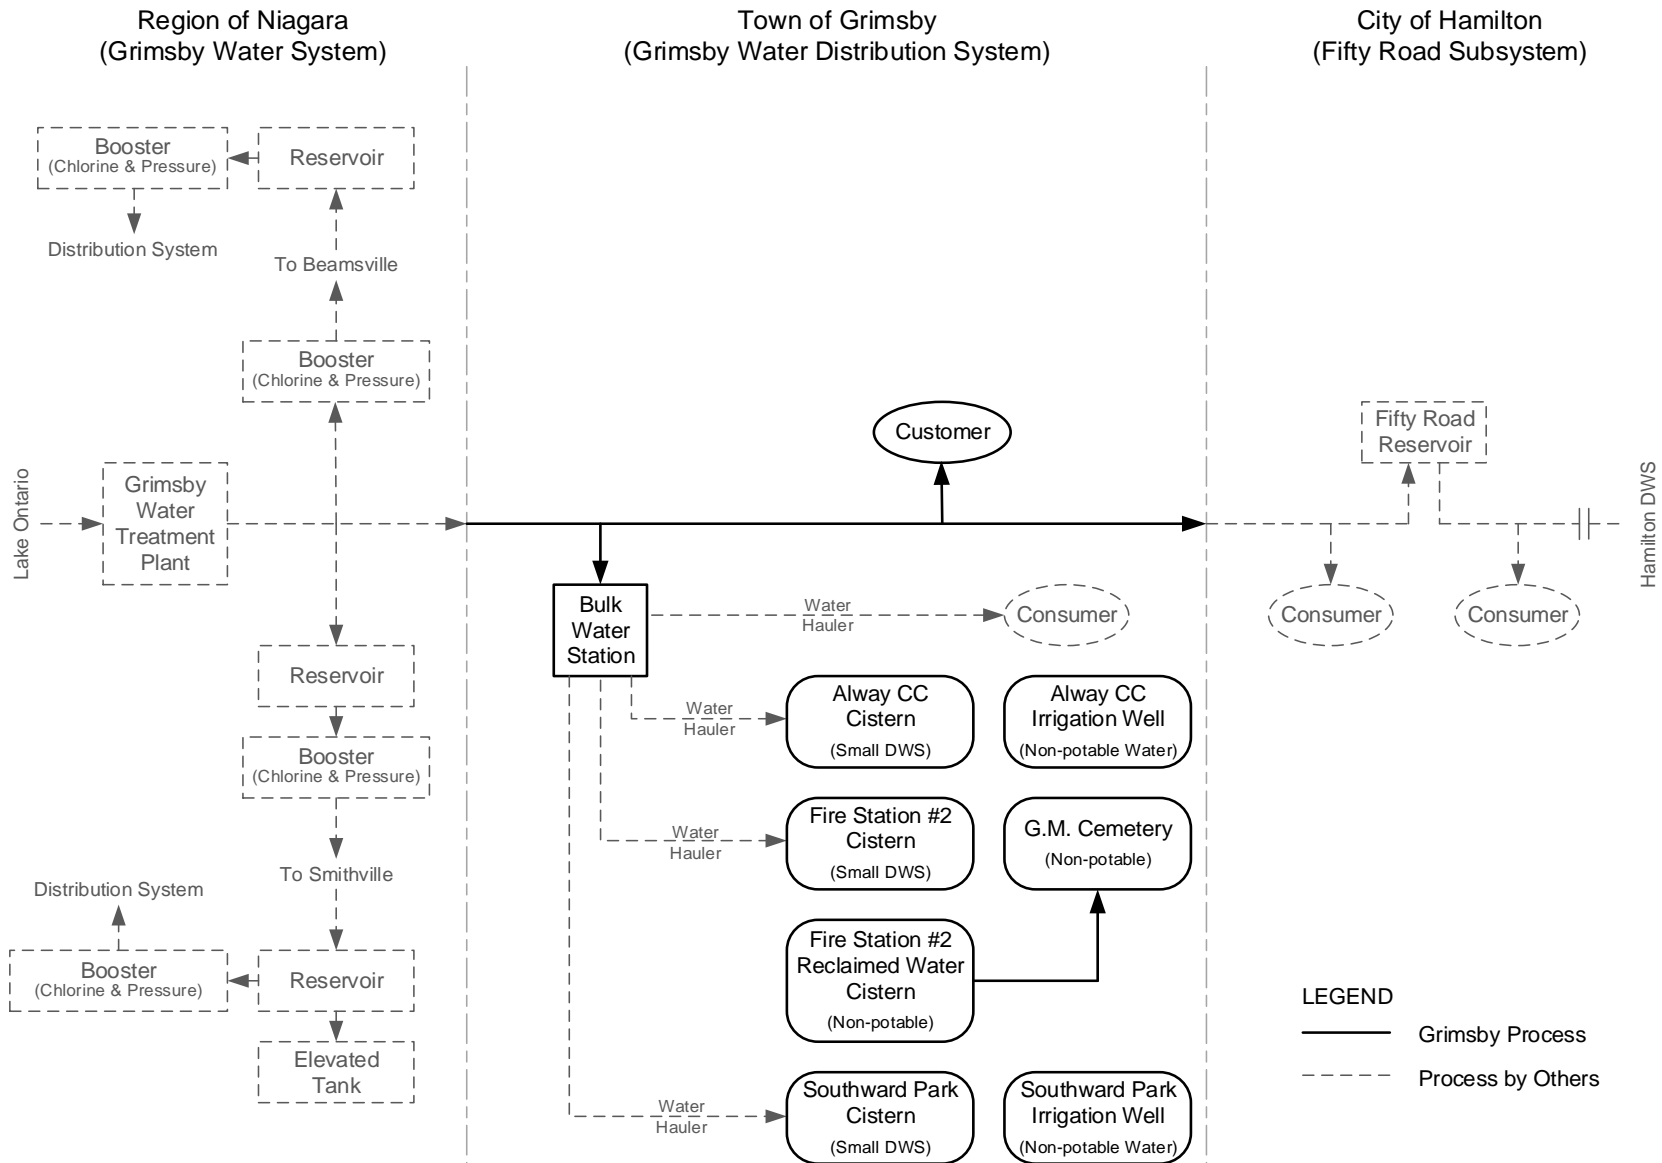 Region of Niagara
(Grimsby Water System)
Town of Grimsby
(Grimsby Water Distribution System)
City of Hamilton
(Fifty Road Subsystem)
Booster
(Chlorine & Pressure)
Reservoir
Distribution System
To Beamsville
Booster
(Chlorine & Pressure)
Lake Ontario
Grimsby
Water
Treatment
Plant
Reservoir
Booster
(Chlorine & Pressure)
To Smithville
Distribution System
Booster
(Chlorine & Pressure)
Reservoir
Elevated
Tank
Customer
Bulk
Water
Station
Water
Hauler
Consumer
Water
Hauler
Alway CC
Cistern
(Small DWS)
Alway CC
Irrigation Well
(Non-potable Water)
Water
Hauler
Fire Station #2
Cistern
(Small DWS)
G.M. Cemetery
(Non-potable)
Fire Station #2
Reclaimed Water
Cistern
(Non-potable)
Water
Hauler
Southward Park
Cistern
(Small DWS)
Southward Park
Irrigation Well
(Non-potable Water)
Fifty Road
Reservoir
Consumer
Consumer
Hamilton DWS
LEGEND
Grimsby Process
Process by Others